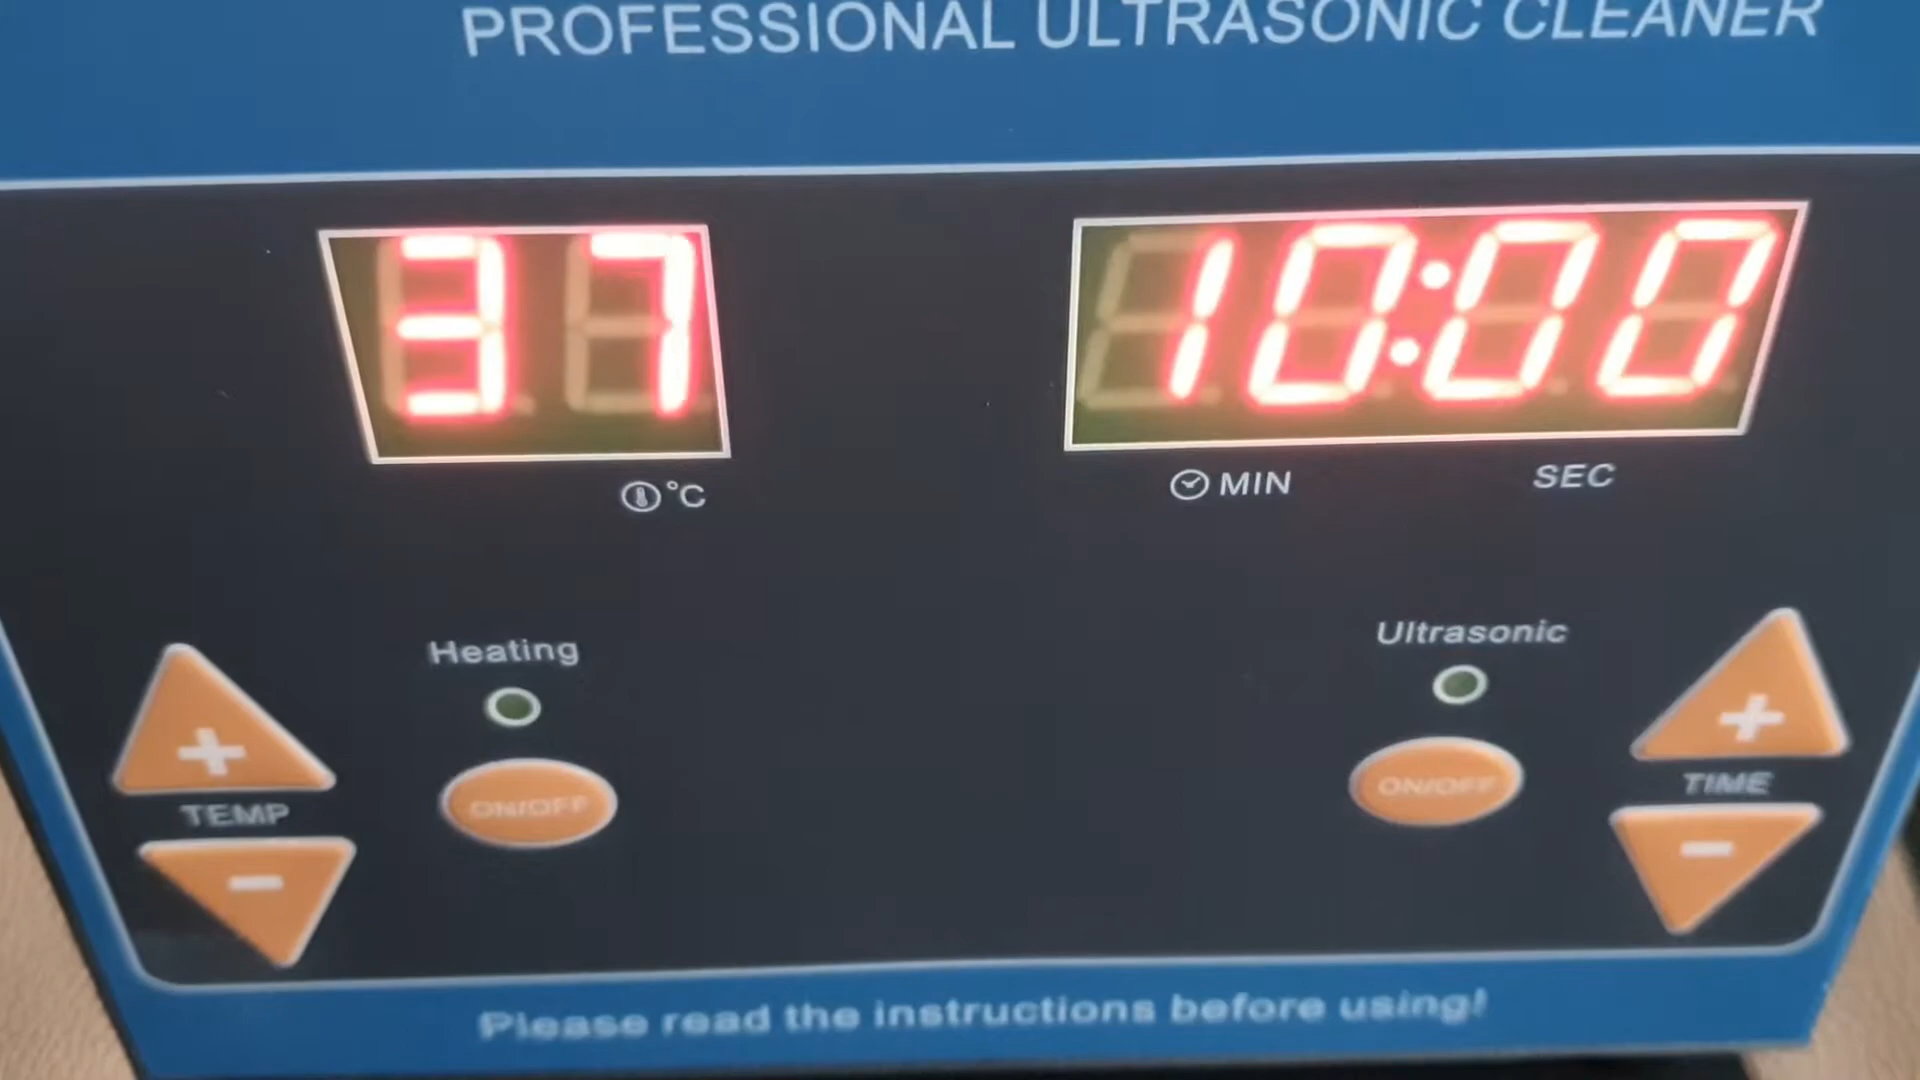 PROFESSIONAL ULTRASONIC CLEANER
37 10:00
°C MIN SEC
Heating Ultrasonic
+ +
ON/OFF ON/OFF
TEMP TIME
- -
Please read the instructions before using!